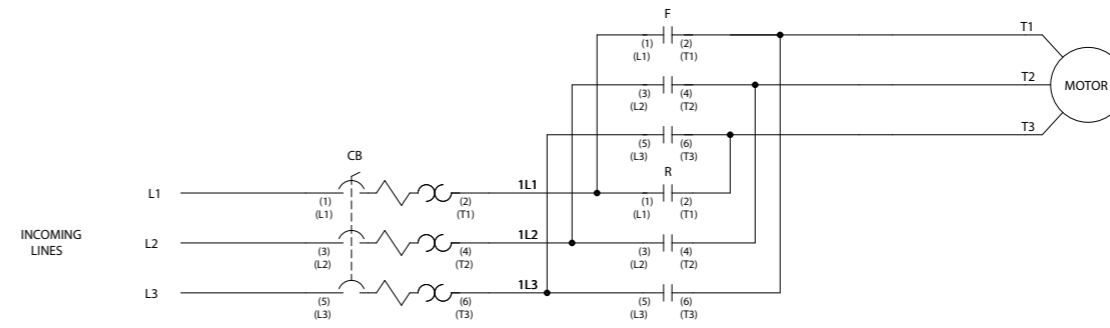 F
T1
(1) (2)
(L1) (T1)
T2
MOTOR
(3) (4)
(L2) (T2)
T3
(5) (6)
(L3) (T3)
CB
R
L1
1L1
(1) (2)
(L1) (T1)
(1) (2)
(L1) (T1)
INCOMING
LINES
L2
1L2
(3) (4)
(L2) (T2)
(3) (4)
(L2) (T2)
L3
1L3
(5) (6)
(L3) (T3)
(5) (6)
(L3) (T3)